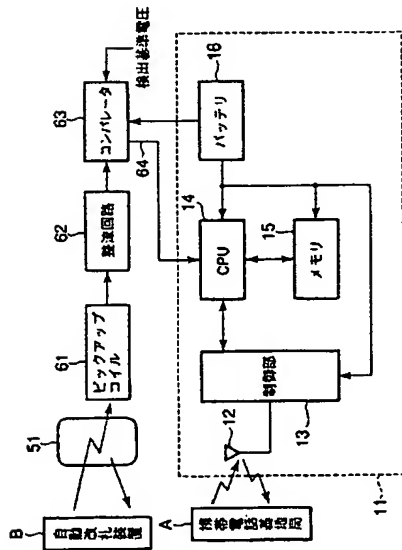 検出基準電圧
63
コンパレータ
64
62
整流回路
61
ピックアップ
コイル
51
B
自動改札装置
16
バッテリ
14
CPU
15
メモリ
制御部
13
12
11
A
携帯電話基地局